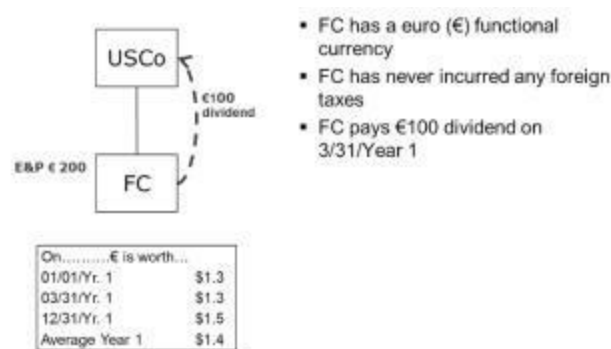 USCo
€100
dividend
E&P € 200
FC
▪ FC has a euro (€) functional
currency
▪ FC has never incurred any foreign
taxes
▪ FC pays €100 dividend on
3/31/Year 1
On..........€ is worth...
01/01/Yr. 1 $1.3
03/31/Yr. 1 $1.3
12/31/Yr. 1 $1.5
Average Year 1 $1.4